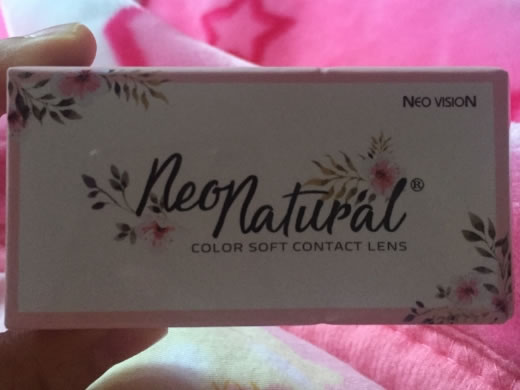 NEO VISION
NeoNatural®
COLOR SOFT CONTACT LENS